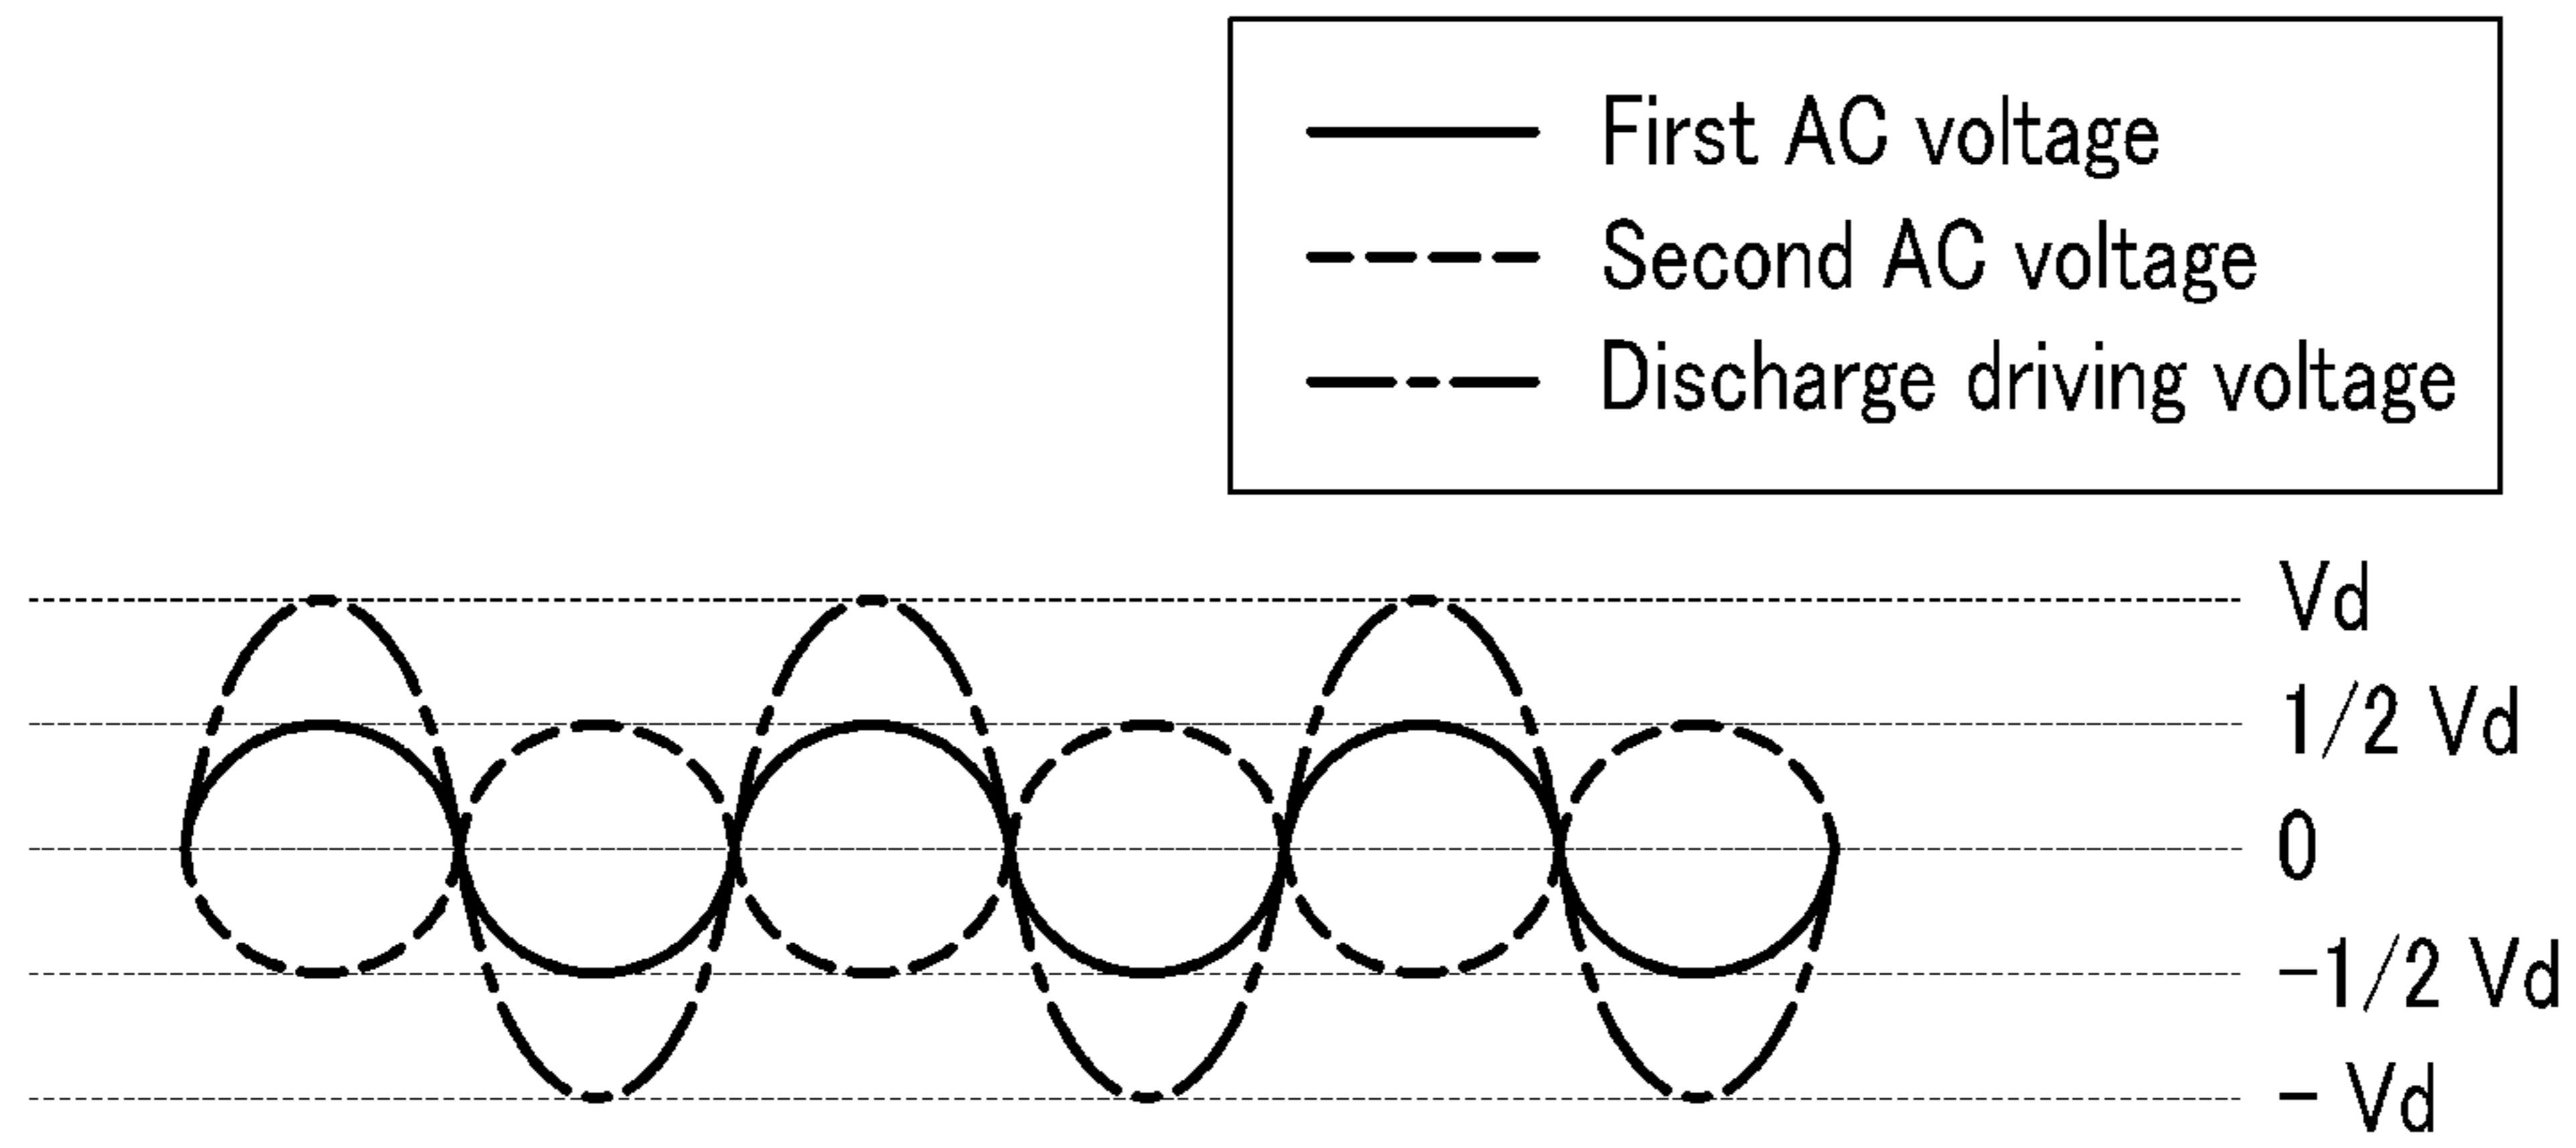 First AC voltage
Second AC voltage
Discharge driving voltage
Vd
1/2 Vd
0
-1/2 Vd
- Vd